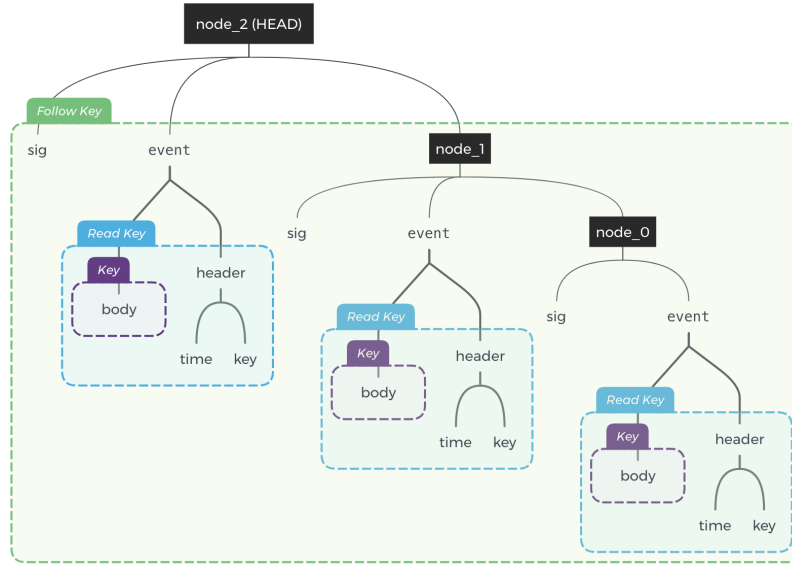 node_2 (HEAD)
Follow Key
sig
event
node_1
Read Key
Key
body
header
time
key
sig
event
node_0
Read Key
Key
body
header
time
key
sig
event
Read Key
Key
body
header
time
key